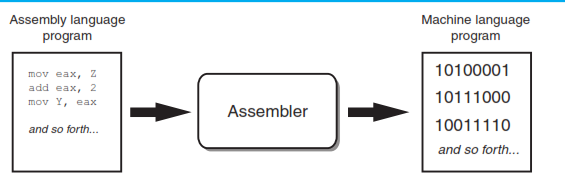 Assembly language
program
mov eax, Z
add eax, 2
mov Y, eax
and so forth...
Assembler
Machine language
program
10100001
10111000
10011110
and so forth...